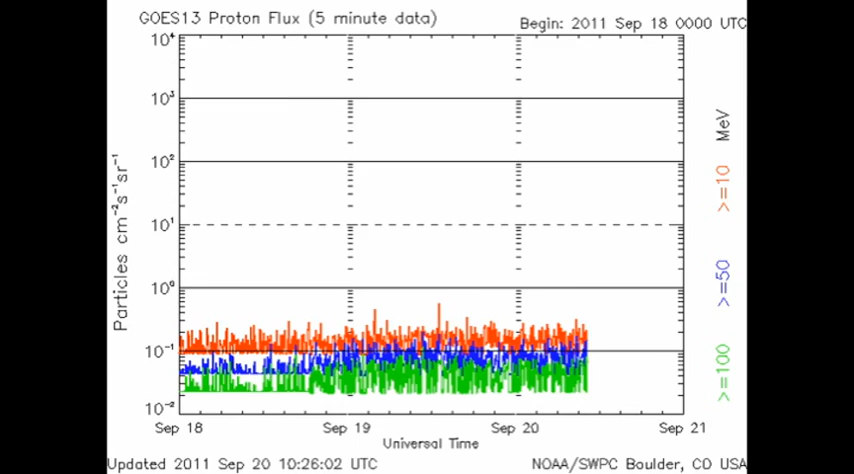 GOES13 Proton Flux (5 minute data)
Begin: 2011 Sep 18 0000 UTC
10⁴
10³
10²
10¹
10⁰
10⁻¹
10⁻²
Particles cm⁻²s⁻¹sr⁻¹
MeV
>=10
>=50
>=100
Sep 18
Sep 19
Sep 20
Sep 21
Universal Time
Updated 2011 Sep 20 10:26:02 UTC
NOAA/SWPC Boulder, CO USA